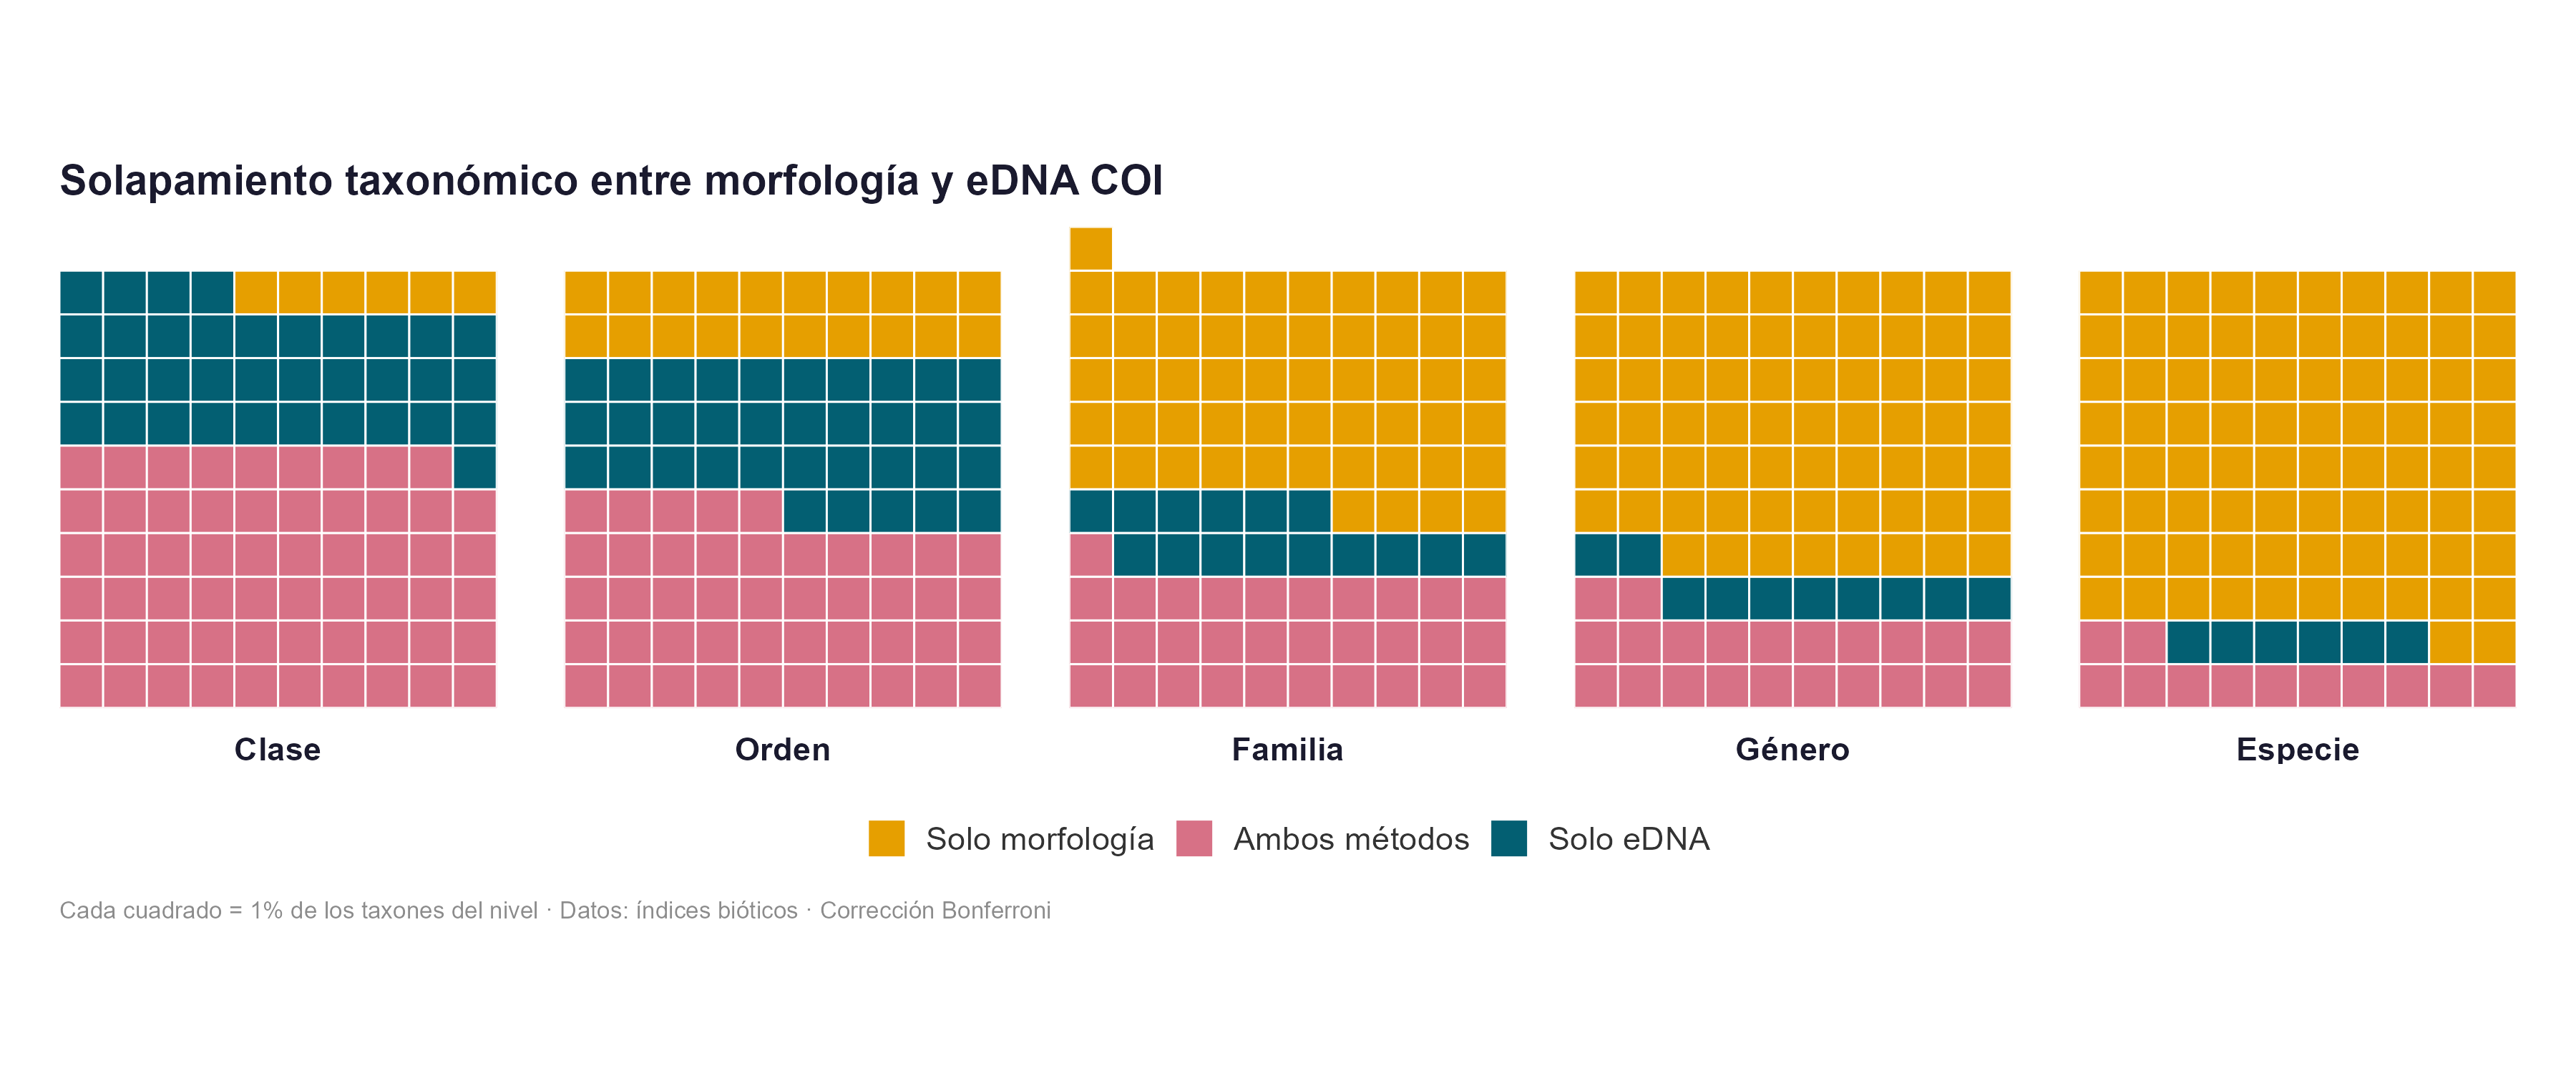 Solapamiento taxonómico entre morfología y eDNA COI
Clase
Orden
Familia
Género
Especie
Solo morfología
Ambos métodos
Solo eDNA
Cada cuadrado = 1% de los taxones del nivel · Datos: índices bióticos · Corrección Bonferroni